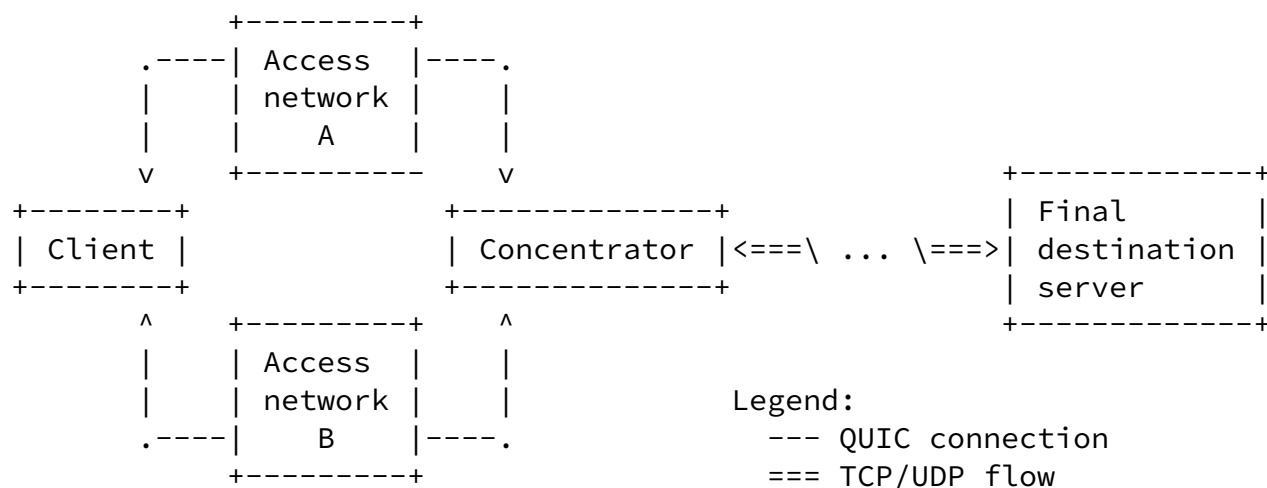 +---------+
.----| Access |----.
| | network | |
| | A | |
v +---------- v +-------------+
+--------+ +--------------+ | Final |
| Client | | Concentrator |<===\ ... \===>| destination |
+--------+ +--------------+ | server |
^ +---------+ ^ +-------------+
| | Access | |
| | network | | Legend:
.----| B |----. --- QUIC connection
+---------+ === TCP/UDP flow